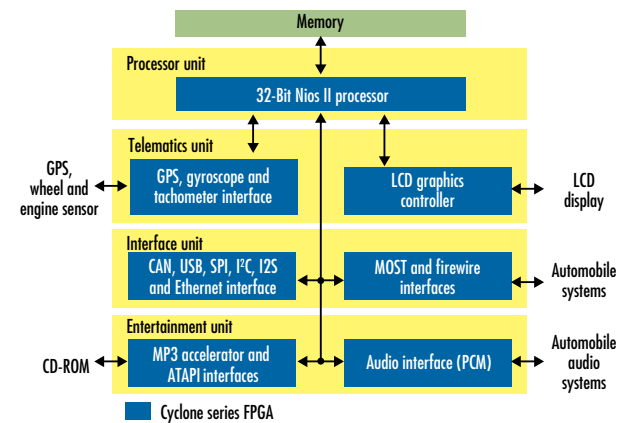 Memory
Processor unit
32-Bit Nios II processor
Telematics unit
GPS,
wheel and
engine sensor
GPS, gyroscope and
tachometer interface
LCD graphics
controller
LCD
display
Interface unit
CAN, USB, SPI, I²C, I2S
and Ethernet interface
MOST and firewire
interfaces
Automobile
systems
Entertainment unit
CD-ROM
MP3 accelerator and
ATAPI interfaces
Audio interface (PCM)
Automobile
audio
systems
Cyclone series FPGA